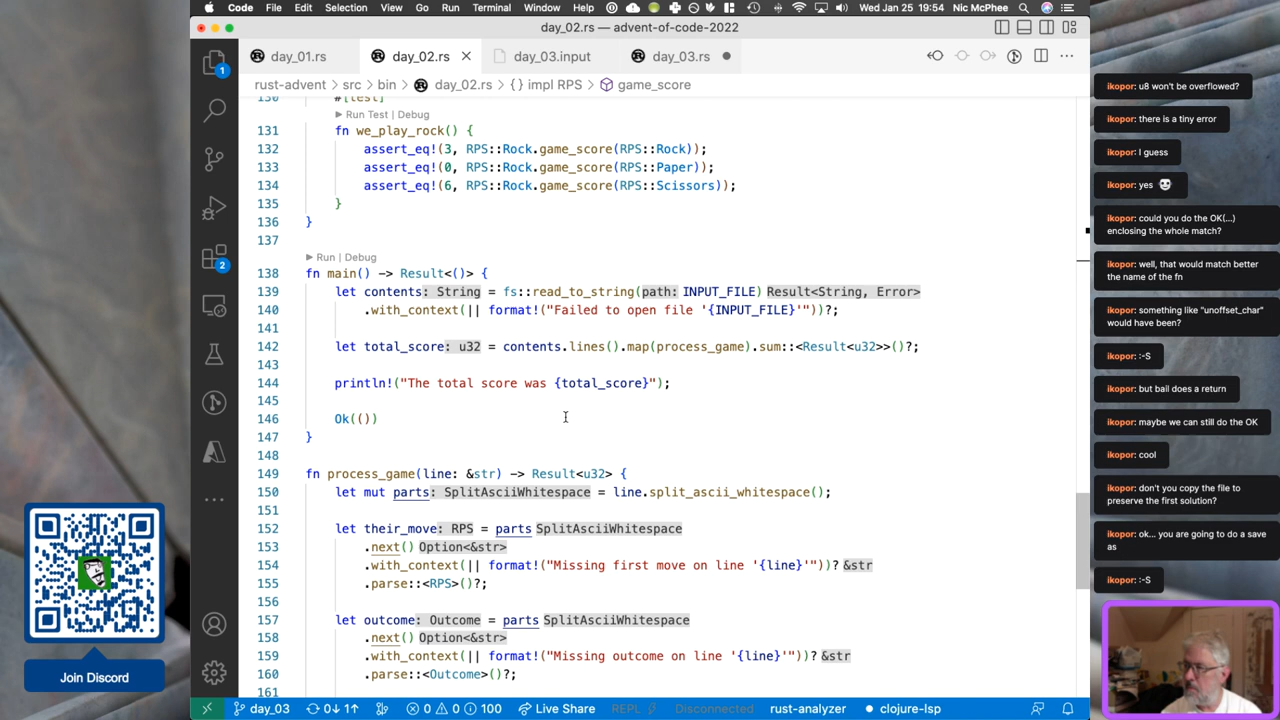 Code File Edit Selection View Go Run Terminal Window Help Wed Jan 25 19:54 Nic McPhee
day_02.rs — advent-of-code-2022
day_01.rs day_02.rs day_03.input day_03.rs
rust-advent > src > bin > day_02.rs > {} impl RPS > game_score
130 #[test]
Run Test | Debug
131 fn we_play_rock() {
132 assert_eq!(3, RPS::Rock.game_score(RPS::Rock));
133 assert_eq!(0, RPS::Rock.game_score(RPS::Paper));
134 assert_eq!(6, RPS::Rock.game_score(RPS::Scissors));
135 }
136 }
137
Run | Debug
138 fn main() -> Result<()> {
139 let contents: String = fs::read_to_string(path: INPUT_FILE) Result<String, Error>
140 .with_context(|| format!("Failed to open file '{INPUT_FILE}'"))?;
141
142 let total_score: u32 = contents.lines().map(process_game).sum::<Result<u32>>()?;
143
144 println!("The total score was {total_score}");
145
146 Ok(())
147 }
148
149 fn process_game(line: &str) -> Result<u32> {
150 let mut parts: SplitAsciiWhitespace = line.split_ascii_whitespace();
151
152 let their_move: RPS = parts SplitAsciiWhitespace
153 .next() Option<&str>
154 .with_context(|| format!("Missing first move on line '{line}'"))? &str
155 .parse::<RPS>()?;
156
157 let outcome: Outcome = parts SplitAsciiWhitespace
158 .next() Option<&str>
159 .with_context(|| format!("Missing outcome on line '{line}'"))? &str
160 .parse::<Outcome>()?;
161
1
2
day_03 0↓ 1↑ 0 0 100 Live Share REPL Disconnected rust-analyzer clojure-lsp
Join Discord
ikopor: u8 won't be overflowed?
ikopor: there is a tiny error
ikopor: I guess
ikopor: yes
ikopor: could you do the OK(...)
enclosing the whole match?
ikopor: well, that would match better
the name of the fn
ikopor: something like "unoffset_char"
would have been?
ikopor: :-S
ikopor: but bail does a return
ikopor: maybe we can still do the OK
ikopor: cool
ikopor: don't you copy the file to
preserve the first solution?
ikopor: ok... you are going to do a save
as
ikopor: :-S